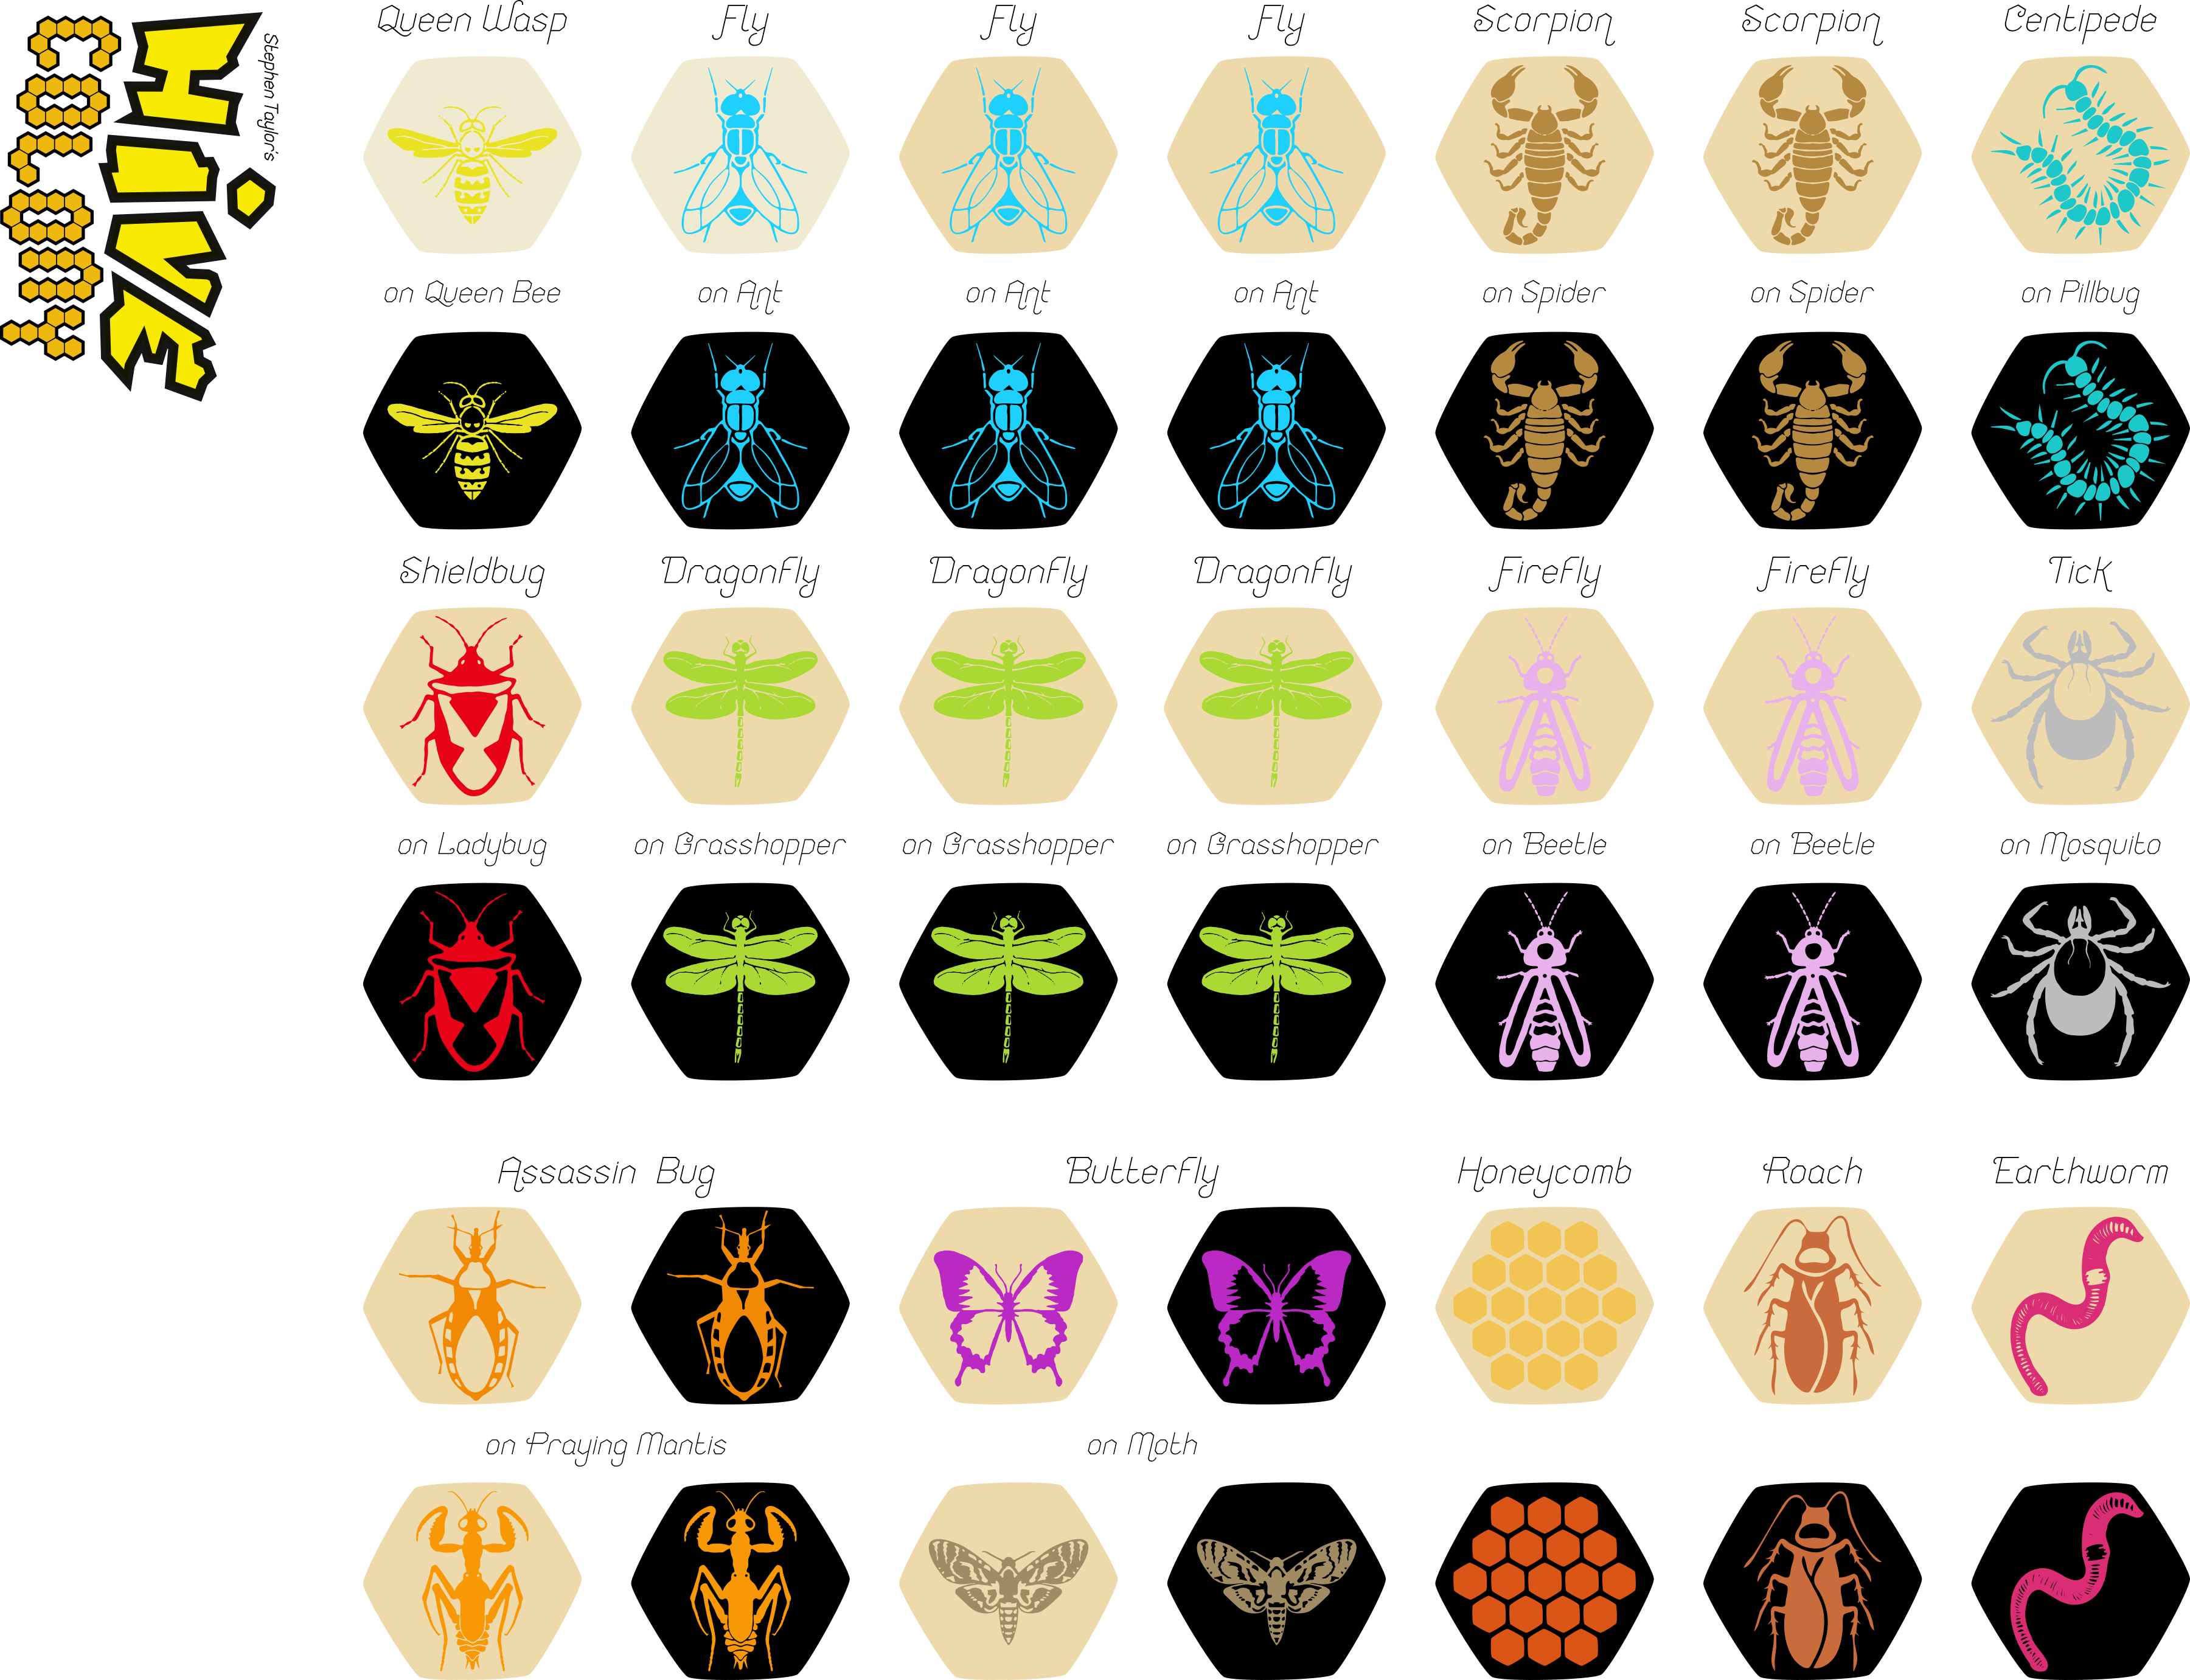 Stephen Taylor's
HiVE
Queen Wasp Fly Fly Fly Scorpion Scorpion Centipede
on Queen Bee on Ant on Ant on Ant on Spider on Spider on Pillbug
Shieldbug Dragonfly Dragonfly Dragonfly Firefly Firefly Tick
on Ladybug on Grasshopper on Grasshopper on Grasshopper on Beetle on Beetle on Mosquito
Assassin Bug Butterfly Honeycomb Roach Earthworm
on Praying Mantis on Moth